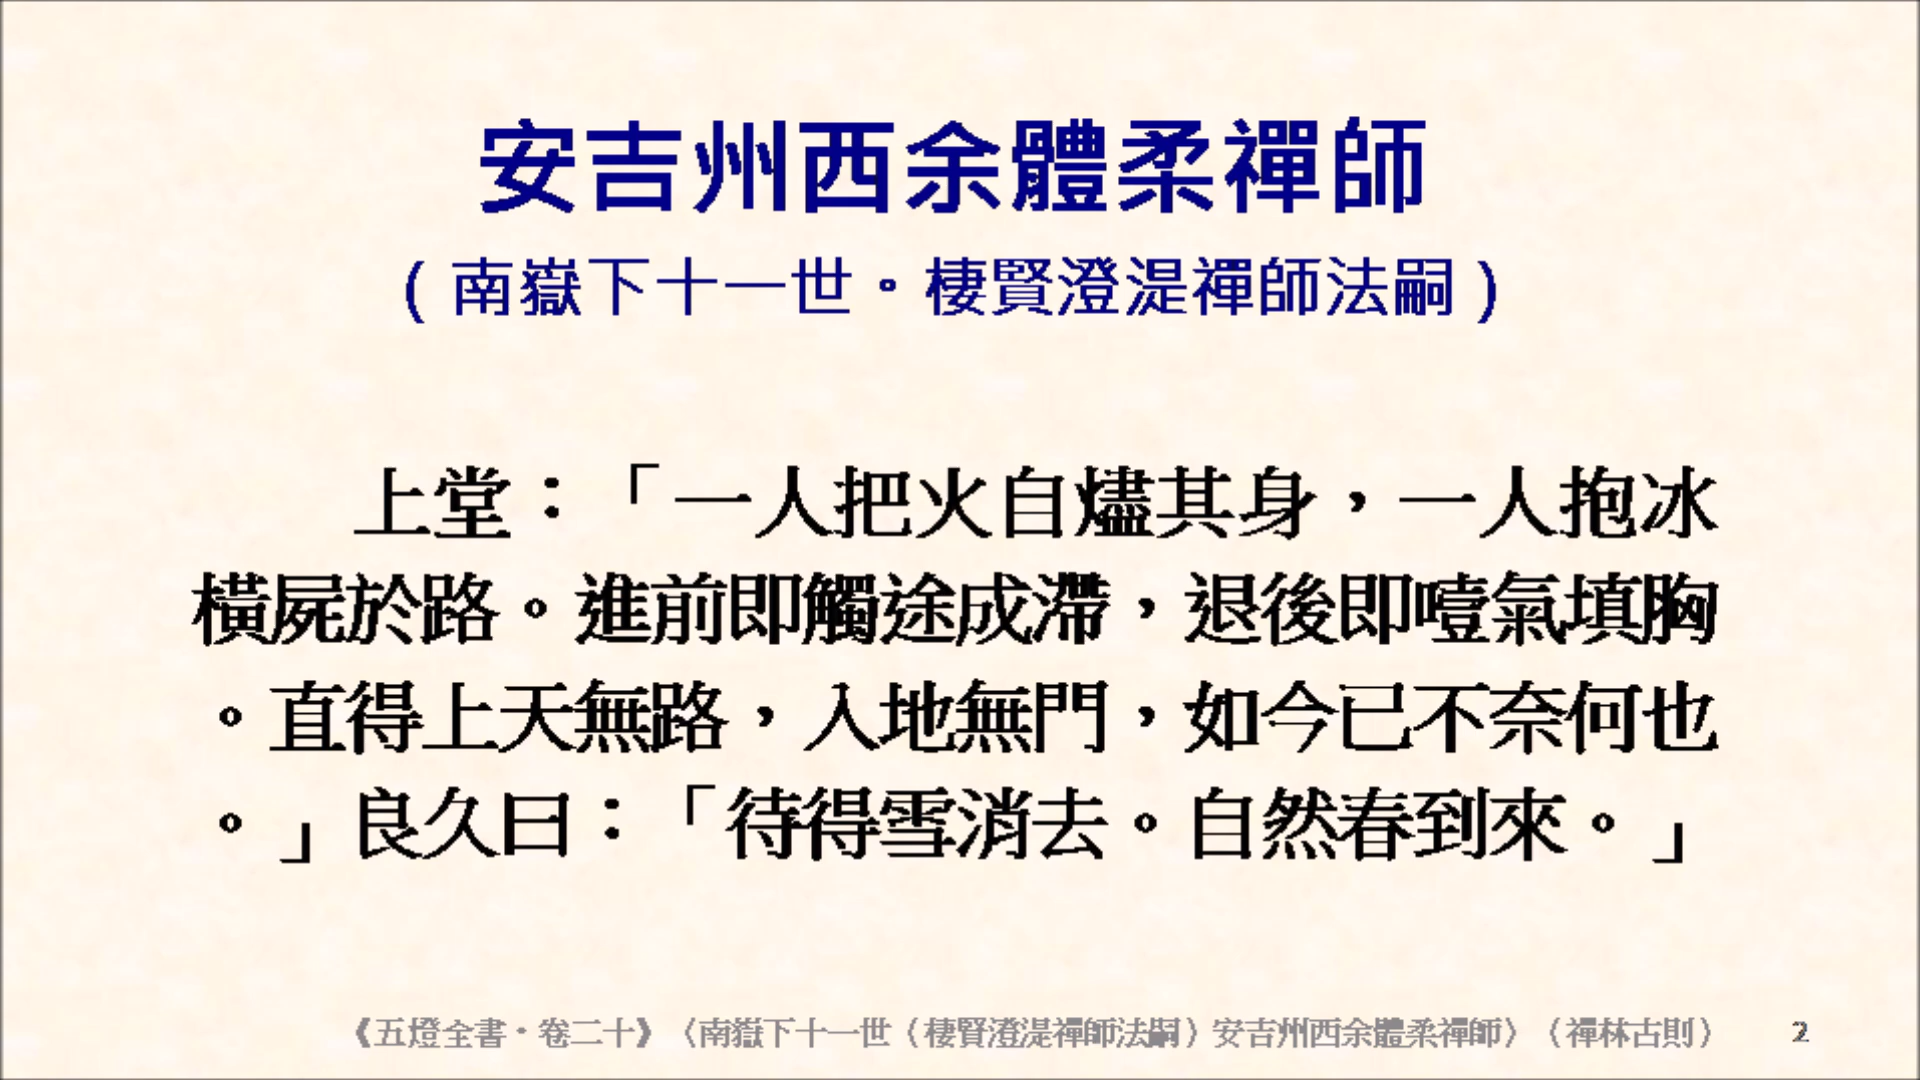 安吉州西余體柔禪師
（南嶽下十一世。棲賢澄湜禪師法嗣）
上堂：「一人把火自燼其身，一人抱冰
橫屍於路。進前即觸途成滯，退後即噎氣填胸
。直得上天無路，入地無門，如今已不奈何也
。」良久曰：「待得雪消去。自然春到來。」
《五燈全書‧卷二十》〈南嶽下十一世（棲賢澄湜禪師法嗣）安吉州西余體柔禪師〉（禪林古則） 2